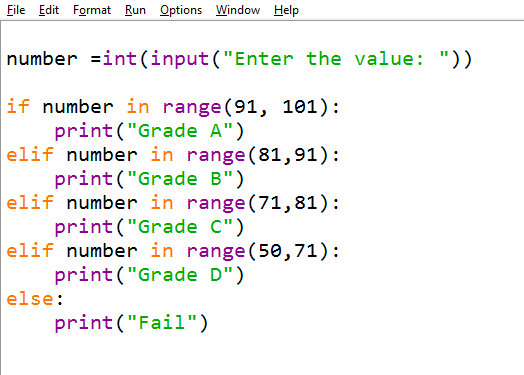 File Edit Format Run Options Window Help
number =int(input("Enter the value: "))
if number in range(91, 101):
    print("Grade A")
elif number in range(81,91):
    print("Grade B")
elif number in range(71,81):
    print("Grade C")
elif number in range(50,71):
    print("Grade D")
else:
    print("Fail")